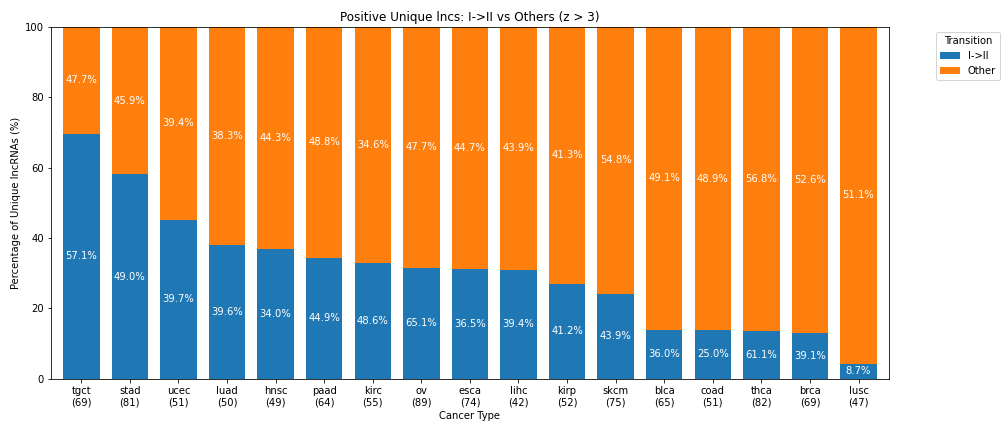 Positive Unique lncs: I->II vs Others (z > 3)
Percentage of Unique lncRNAs (%)
100
80
60
40
20
0
47.7%
45.9%
39.4%
38.3%
44.3%
48.8%
34.6%
47.7%
44.7%
43.9%
41.3%
54.8%
49.1%
48.9%
56.8%
52.6%
51.1%
57.1%
49.0%
39.7%
39.6%
34.0%
44.9%
48.6%
65.1%
36.5%
39.4%
41.2%
43.9%
36.0%
25.0%
61.1%
39.1%
8.7%
tgct
(69)
stad
(81)
ucec
(51)
luad
(50)
hnsc
(49)
paad
(64)
kirc
(55)
ov
(89)
esca
(74)
lihc
(42)
kirp
(52)
skcm
(75)
blca
(65)
coad
(51)
thca
(82)
brca
(69)
lusc
(47)
Cancer Type
Transition
I->II
Other